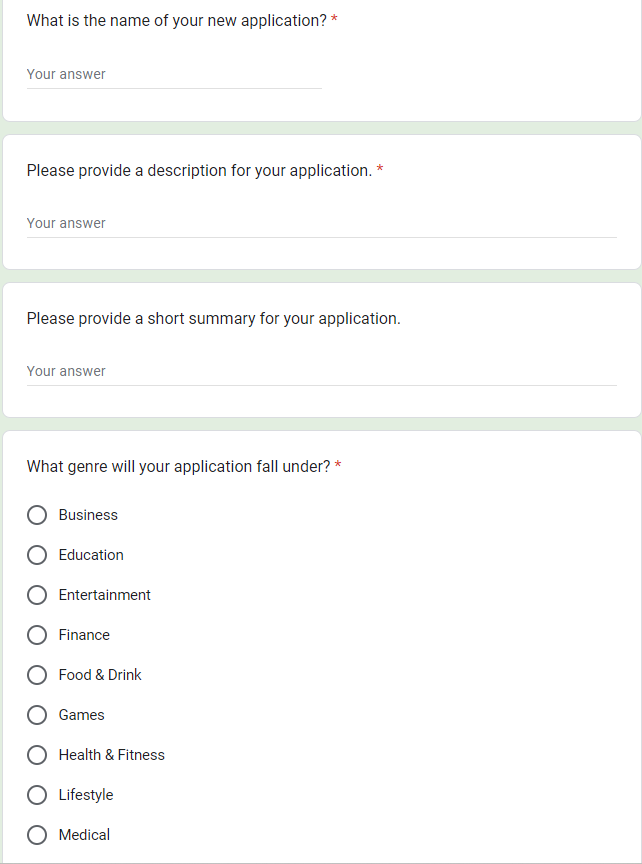 What is the name of your new application? *
Your answer
Please provide a description for your application. *
Your answer
Please provide a short summary for your application.
Your answer
What genre will your application fall under? *
Business
Education
Entertainment
Finance
Food & Drink
Games
Health & Fitness
Lifestyle
Medical